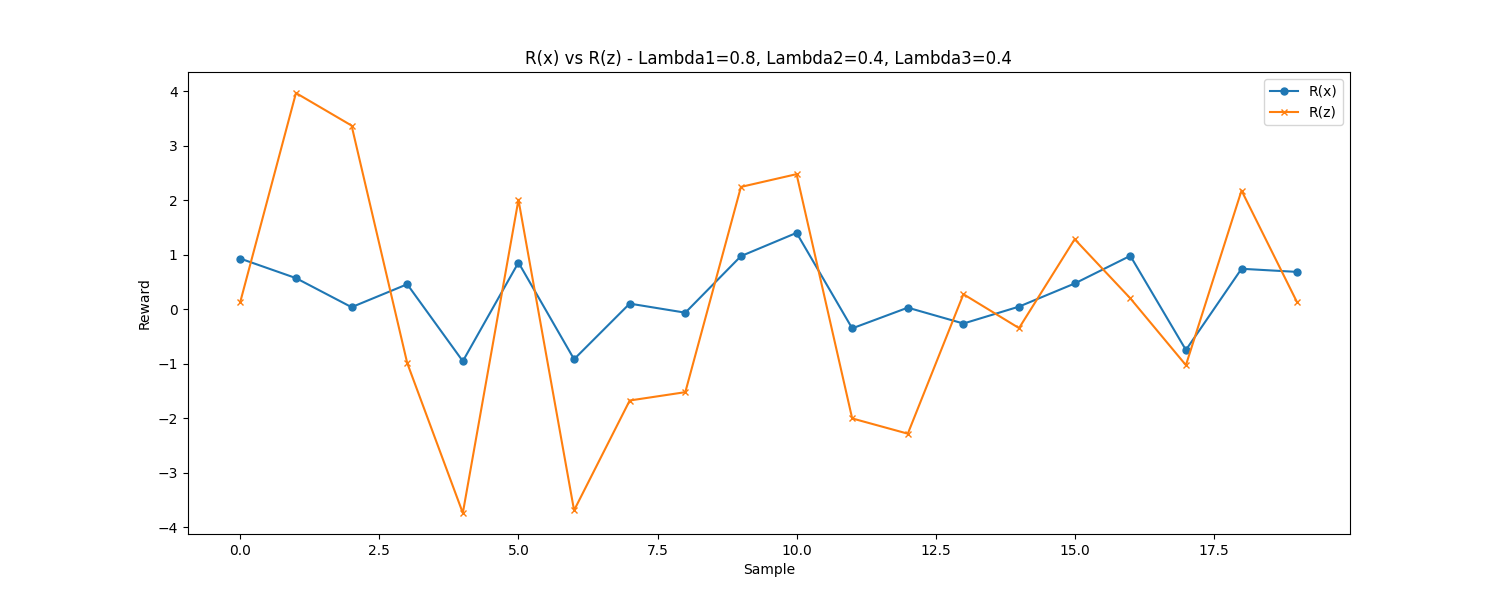 R(x) vs R(z) - Lambda1=0.8, Lambda2=0.4, Lambda3=0.4
R(x)
R(z)
Reward
4
3
2
1
0
−1
−2
−3
−4
0.0 2.5 5.0 7.5 10.0 12.5 15.0 17.5
Sample